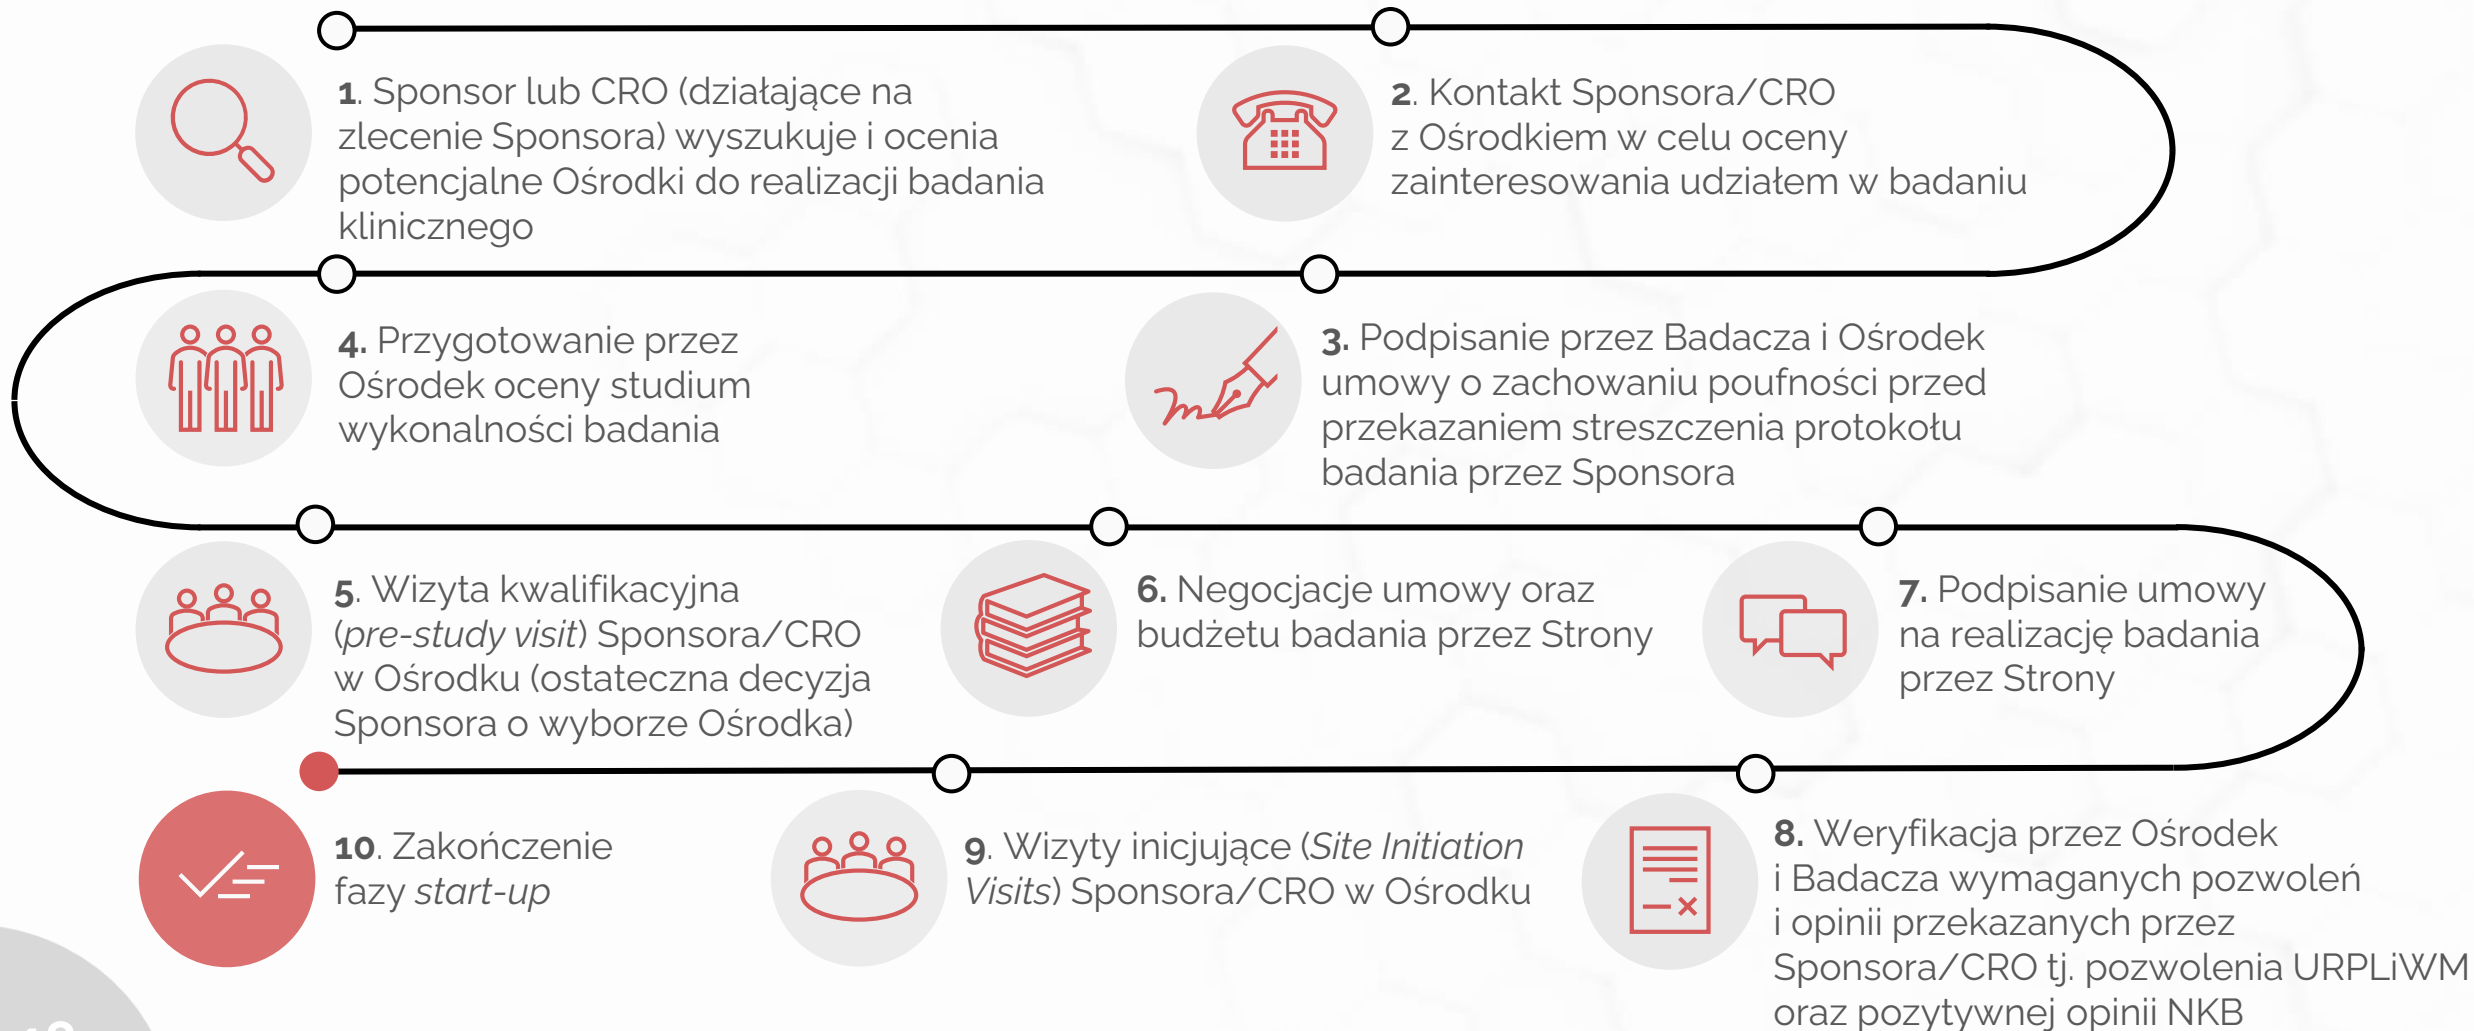 1. Sponsor lub CRO (działające na
zlecenie Sponsora) wyszukuje i ocenia
potencjalne Ośrodki do realizacji badania
klinicznego
2. Kontakt Sponsora/CRO
z Ośrodkiem w celu oceny
zainteresowania udziałem w badaniu
3. Podpisanie przez Badacza i Ośrodek
umowy o zachowaniu poufności przed
przekazaniem streszczenia protokołu
badania przez Sponsora
4. Przygotowanie przez
Ośrodek oceny studium
wykonalności badania
5. Wizyta kwalifikacyjna
(pre-study visit) Sponsora/CRO
w Ośrodku (ostateczna decyzja
Sponsora o wyborze Ośrodka)
6. Negocjacje umowy oraz
budżetu badania przez Strony
7. Podpisanie umowy
na realizację badania
przez Strony
8. Weryfikacja przez Ośrodek
i Badacza wymaganych pozwoleń
i opinii przekazanych przez
Sponsora/CRO tj. pozwolenia URPLiWM
oraz pozytywnej opinii NKB
9. Wizyty inicjujące (Site Initiation
Visits) Sponsora/CRO w Ośrodku
10. Zakończenie
fazy start-up